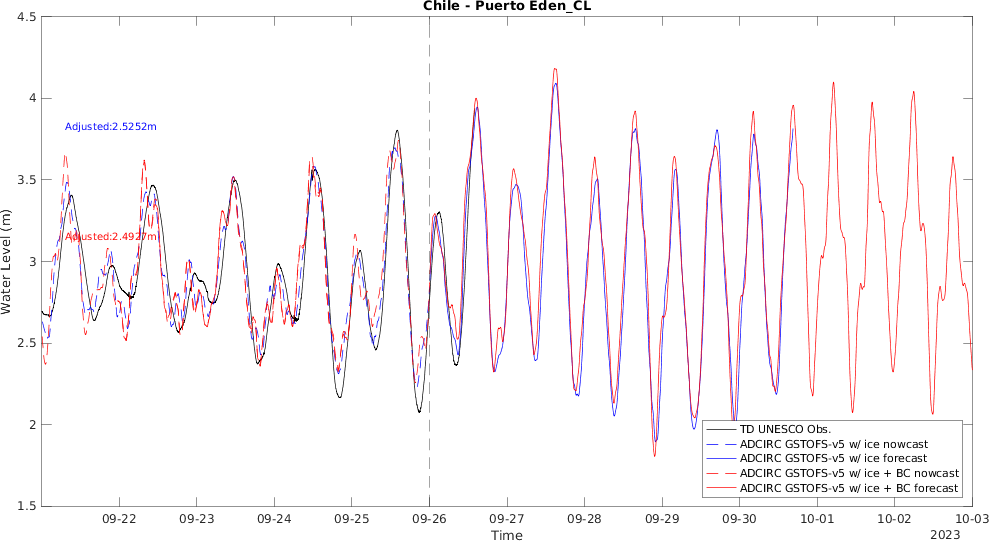 Chile - Puerto Eden_CL
4.5
4
3.5
3
2.5
2
1.5
Water Level (m)
Adjusted:2.5252m
Adjusted:2.4927m
TD UNESCO Obs.
ADCIRC GSTOFS-v5 w/ ice nowcast
ADCIRC GSTOFS-v5 w/ ice forecast
ADCIRC GSTOFS-v5 w/ ice + BC nowcast
ADCIRC GSTOFS-v5 w/ ice + BC forecast
09-22 09-23 09-24 09-25 09-26 09-27 09-28 09-29 09-30 10-01 10-02 10-03
Time
2023